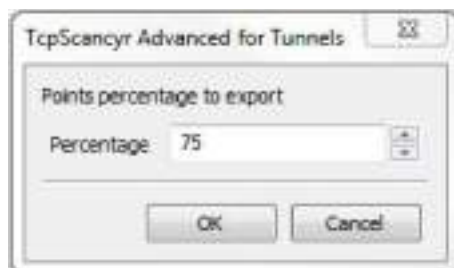 TcpScancyr Advanced for Tunnels
Points percentage to export
Percentage 75
OK Cancel